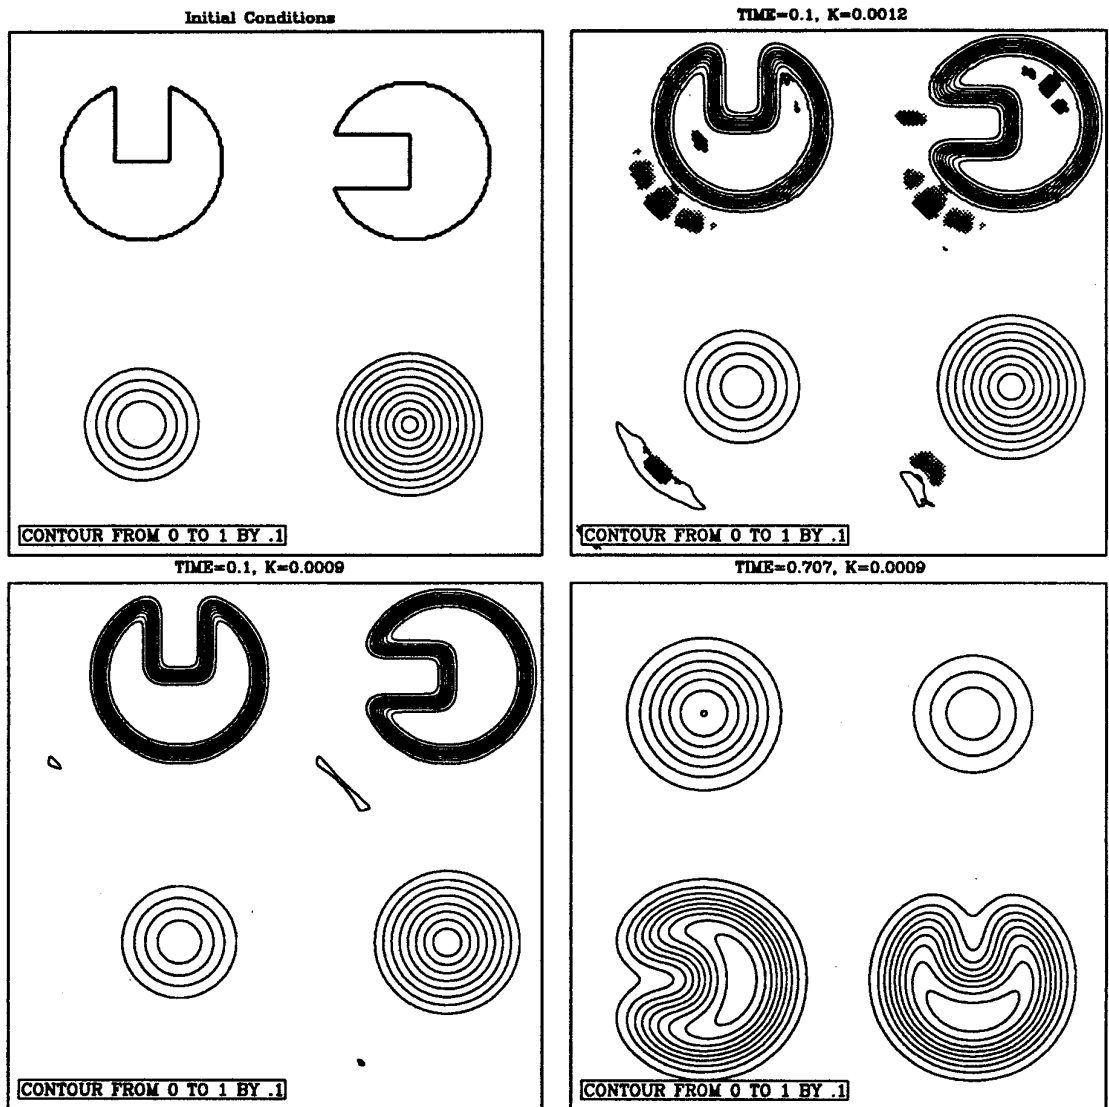 Initial Conditions
TIME=0.1, K=0.0012
CONTOUR FROM 0 TO 1 BY .1
CONTOUR FROM 0 TO 1 BY .1
TIME=0.1, K=0.0009
TIME=0.707, K=0.0009
CONTOUR FROM 0 TO 1 BY .1
CONTOUR FROM 0 TO 1 BY .1